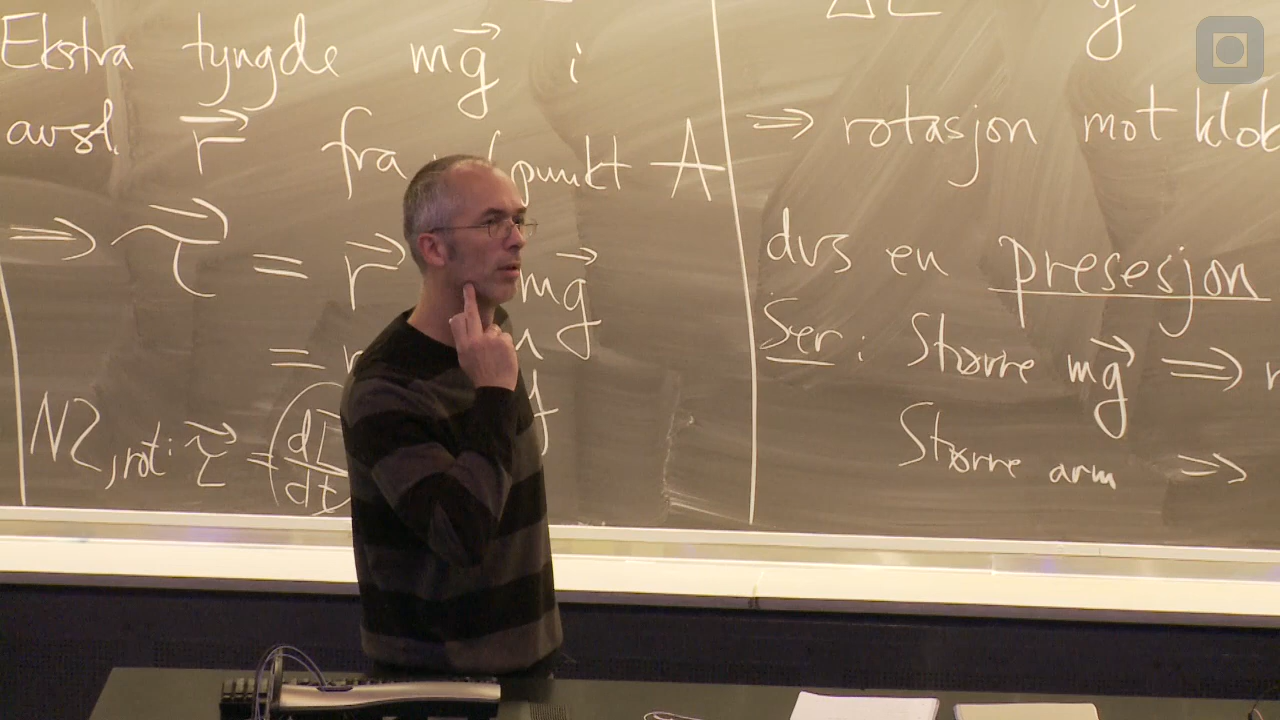 Ekstra tyngde mg⃗ i
avst. r⃗ fra punkt A
⇒ τ⃗ = r⃗ mg⃗
=
N2,rot: τ⃗ = (dL⃗/dt
ΔL⃗
⇒ rotasjon mot klok
dvs en presesjon
Ser: Større mg⃗ ⇒
Større arm ⇒